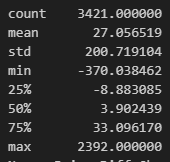 count 3421.000000
mean 27.056519
std 200.719104
min -370.038462
25% -8.883085
50% 3.902439
75% 33.096170
max 2392.000000